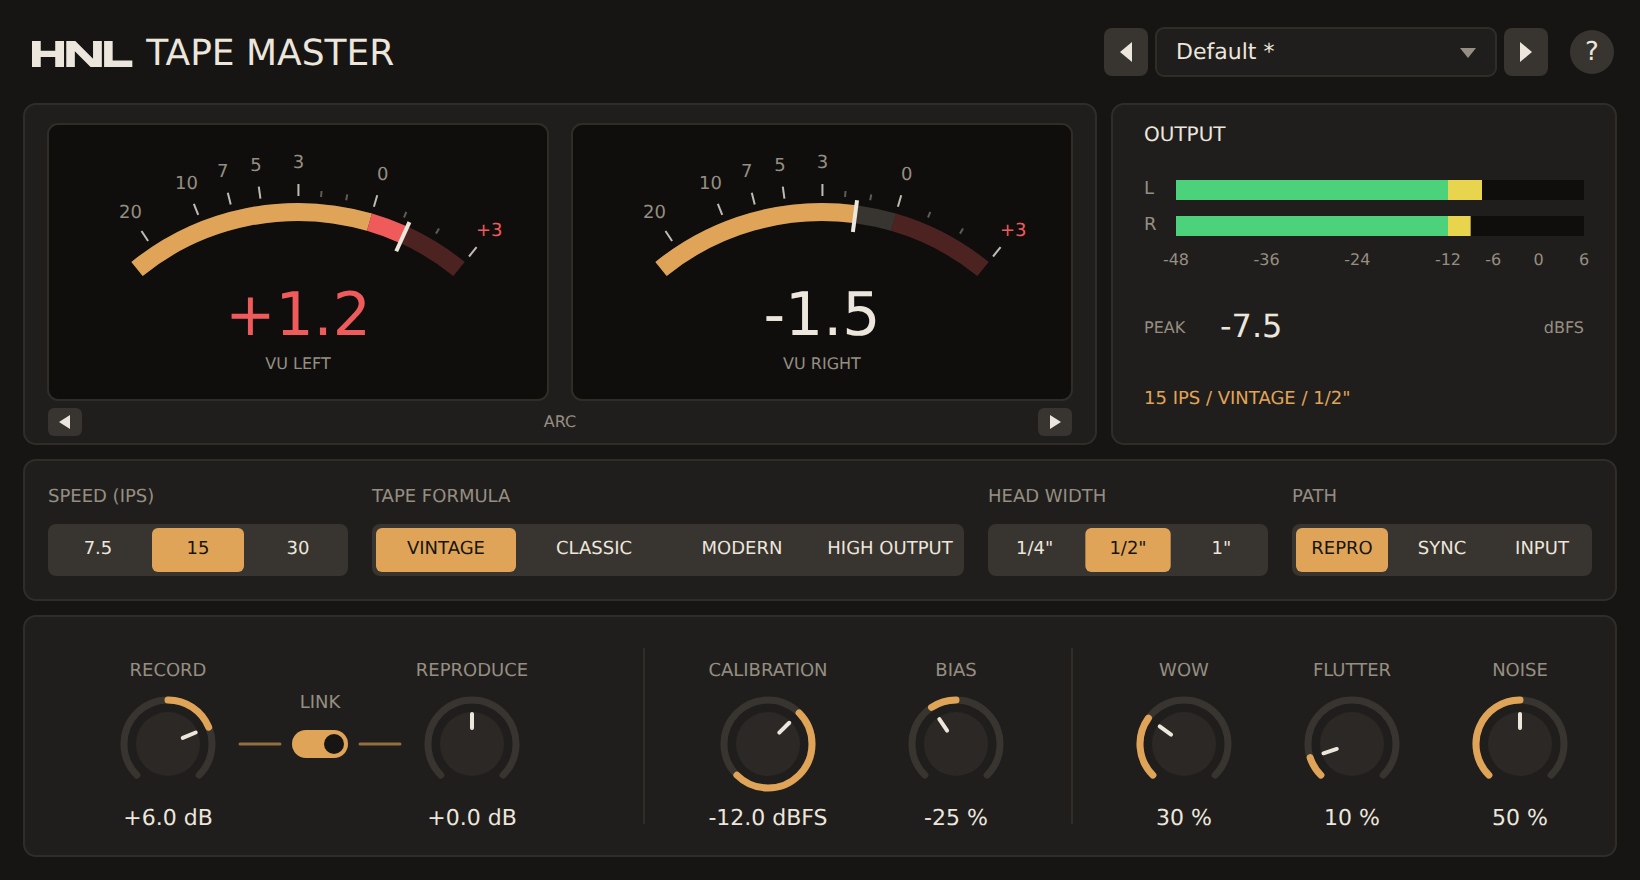 HNL TAPE MASTER
Default *
?
20 10 7 5 3 0 +3
+1.2
VU LEFT
20 10 7 5 3 0 +3
-1.5
VU RIGHT
ARC
OUTPUT
L
R
-48 -36 -24 -12 -6 0 6
PEAK -7.5 dBFS
15 IPS / VINTAGE / 1/2"
SPEED (IPS)
7.5 15 30
TAPE FORMULA
VINTAGE CLASSIC MODERN HIGH OUTPUT
HEAD WIDTH
1/4" 1/2" 1"
PATH
REPRO SYNC INPUT
RECORD
+6.0 dB
LINK
REPRODUCE
+0.0 dB
CALIBRATION
-12.0 dBFS
BIAS
-25 %
WOW
30 %
FLUTTER
10 %
NOISE
50 %